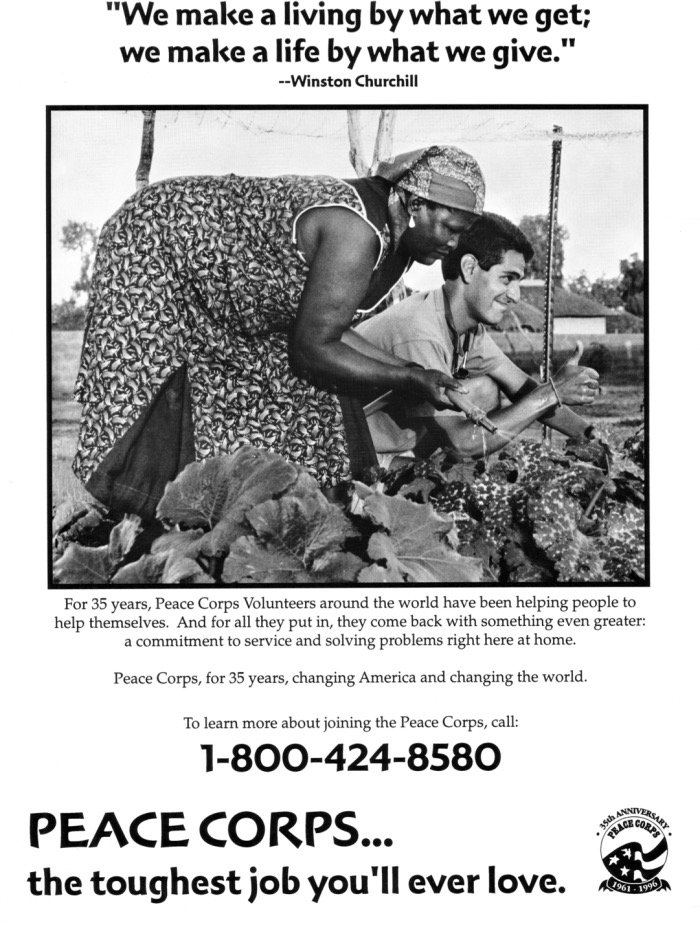 "We make a living by what we get;
we make a life by what we give."
--Winston Churchill
For 35 years, Peace Corps Volunteers around the world have been helping people to
help themselves.  And for all they put in, they come back with something even greater:
a commitment to service and solving problems right here at home.
Peace Corps, for 35 years, changing America and changing the world.
To learn more about joining the Peace Corps, call:
1-800-424-8580
PEACE CORPS...
the toughest job you'll ever love.
35th ANNIVERSARY
PEACE CORPS
1961 - 1996